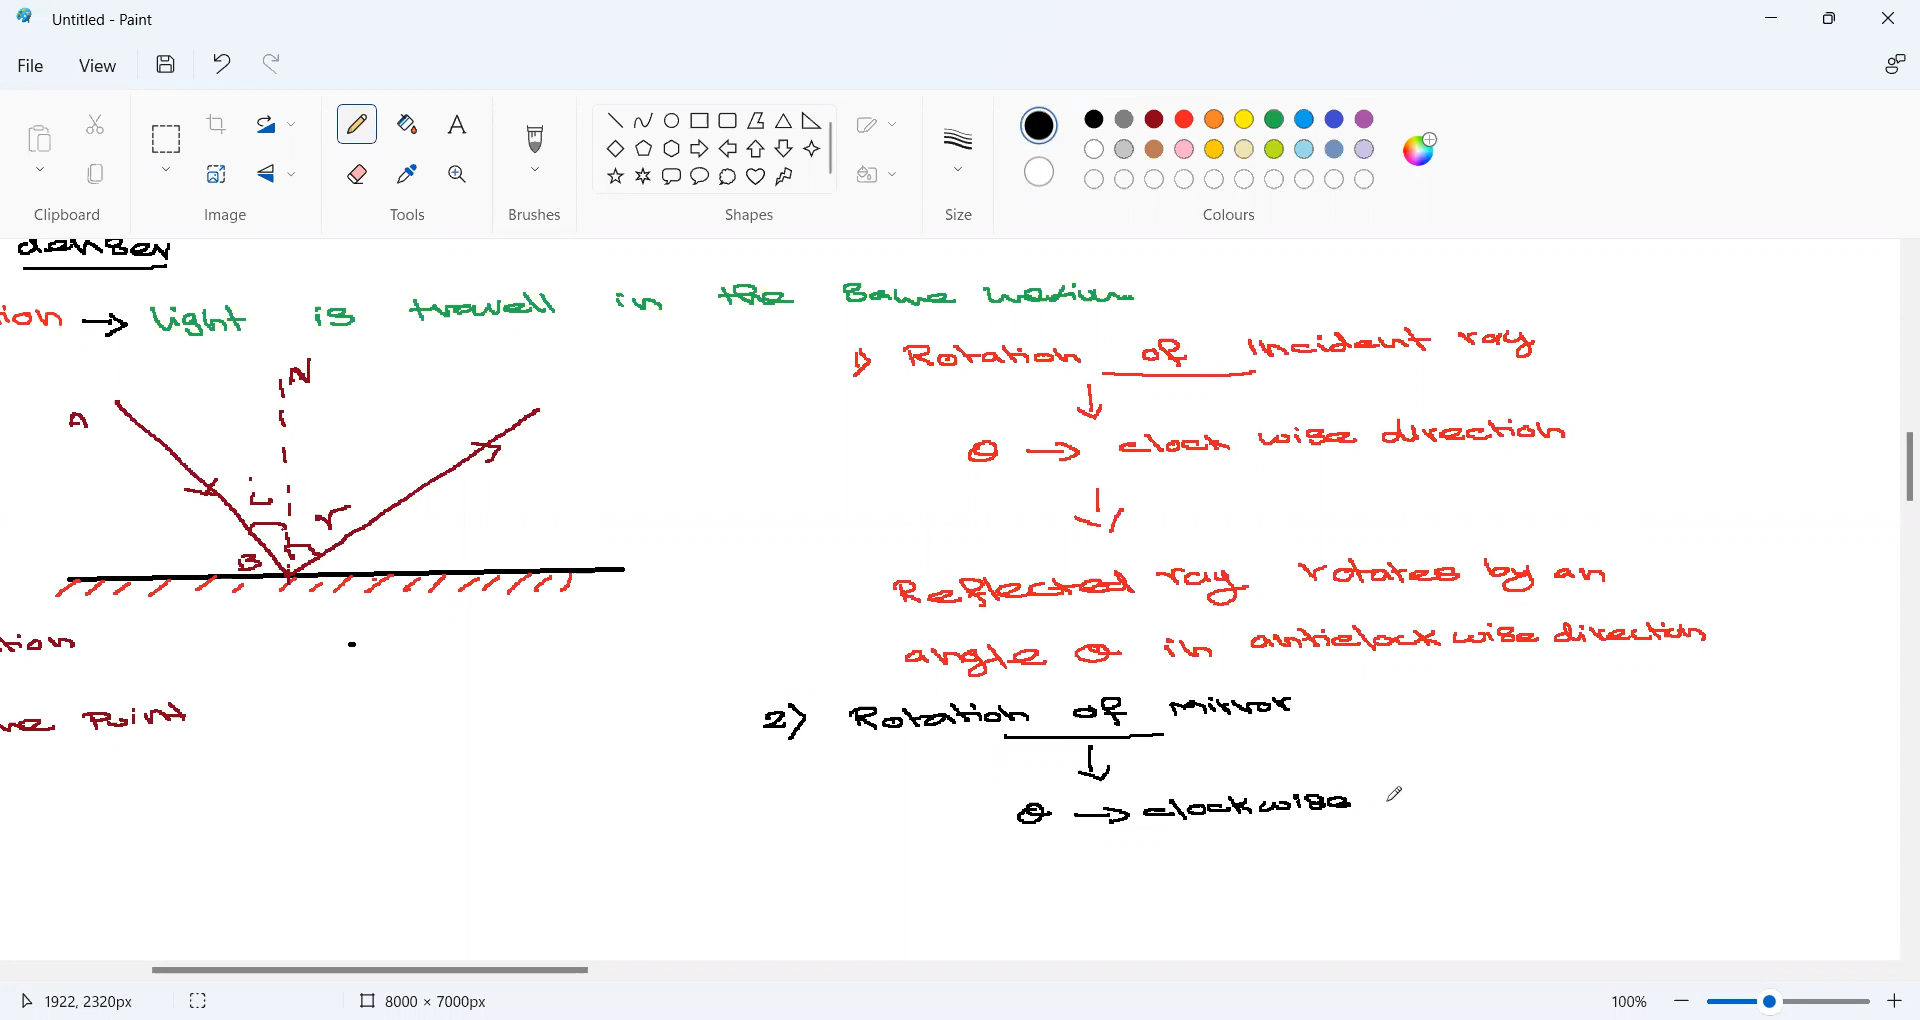 Untitled - Paint
File View
Clipboard Image Tools Brushes Shapes Size Colours
danger
ion → light is travell in the same medium
1) Rotation of Incident ray
N
A
θ → clock wise direction
i
r
B
Reflected ray rotates by an
angle θ in anticlock wise direction
tion
2) Rotation of mirror
Point
θ → clockwise
1922, 2320px 8000 × 7000px 100%